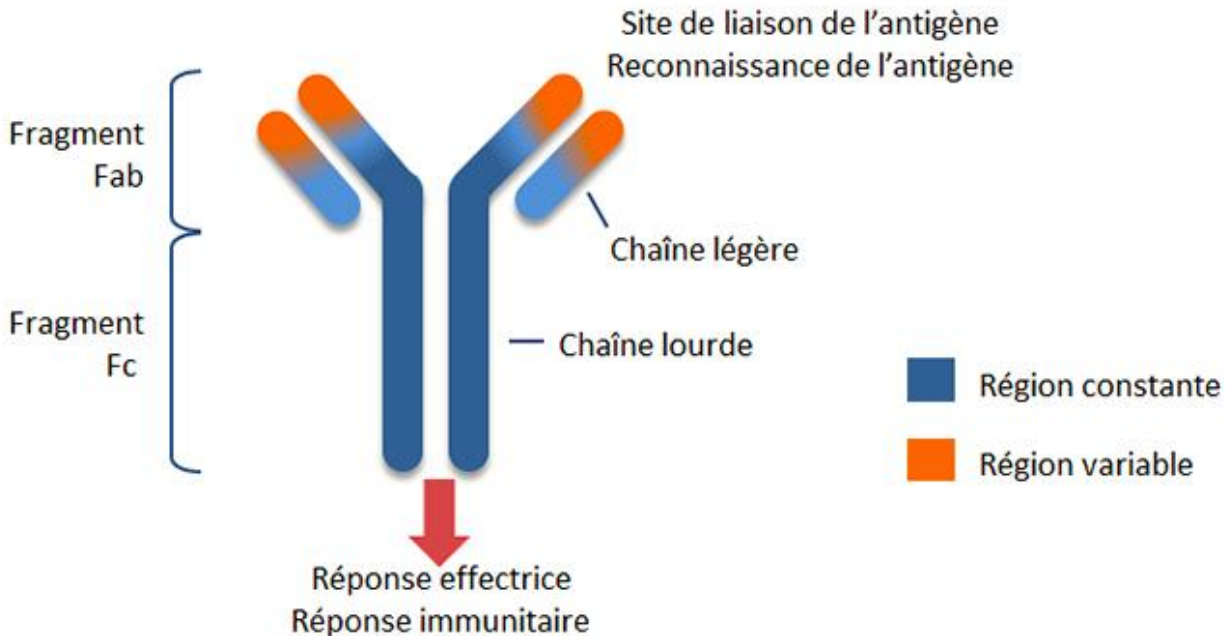 Site de liaison de l'antigène
Reconnaissance de l'antigène
Fragment
Fab
Chaîne légère
Fragment
Fc
Chaîne lourde
Région constante
Région variable
Réponse effectrice
Réponse immunitaire